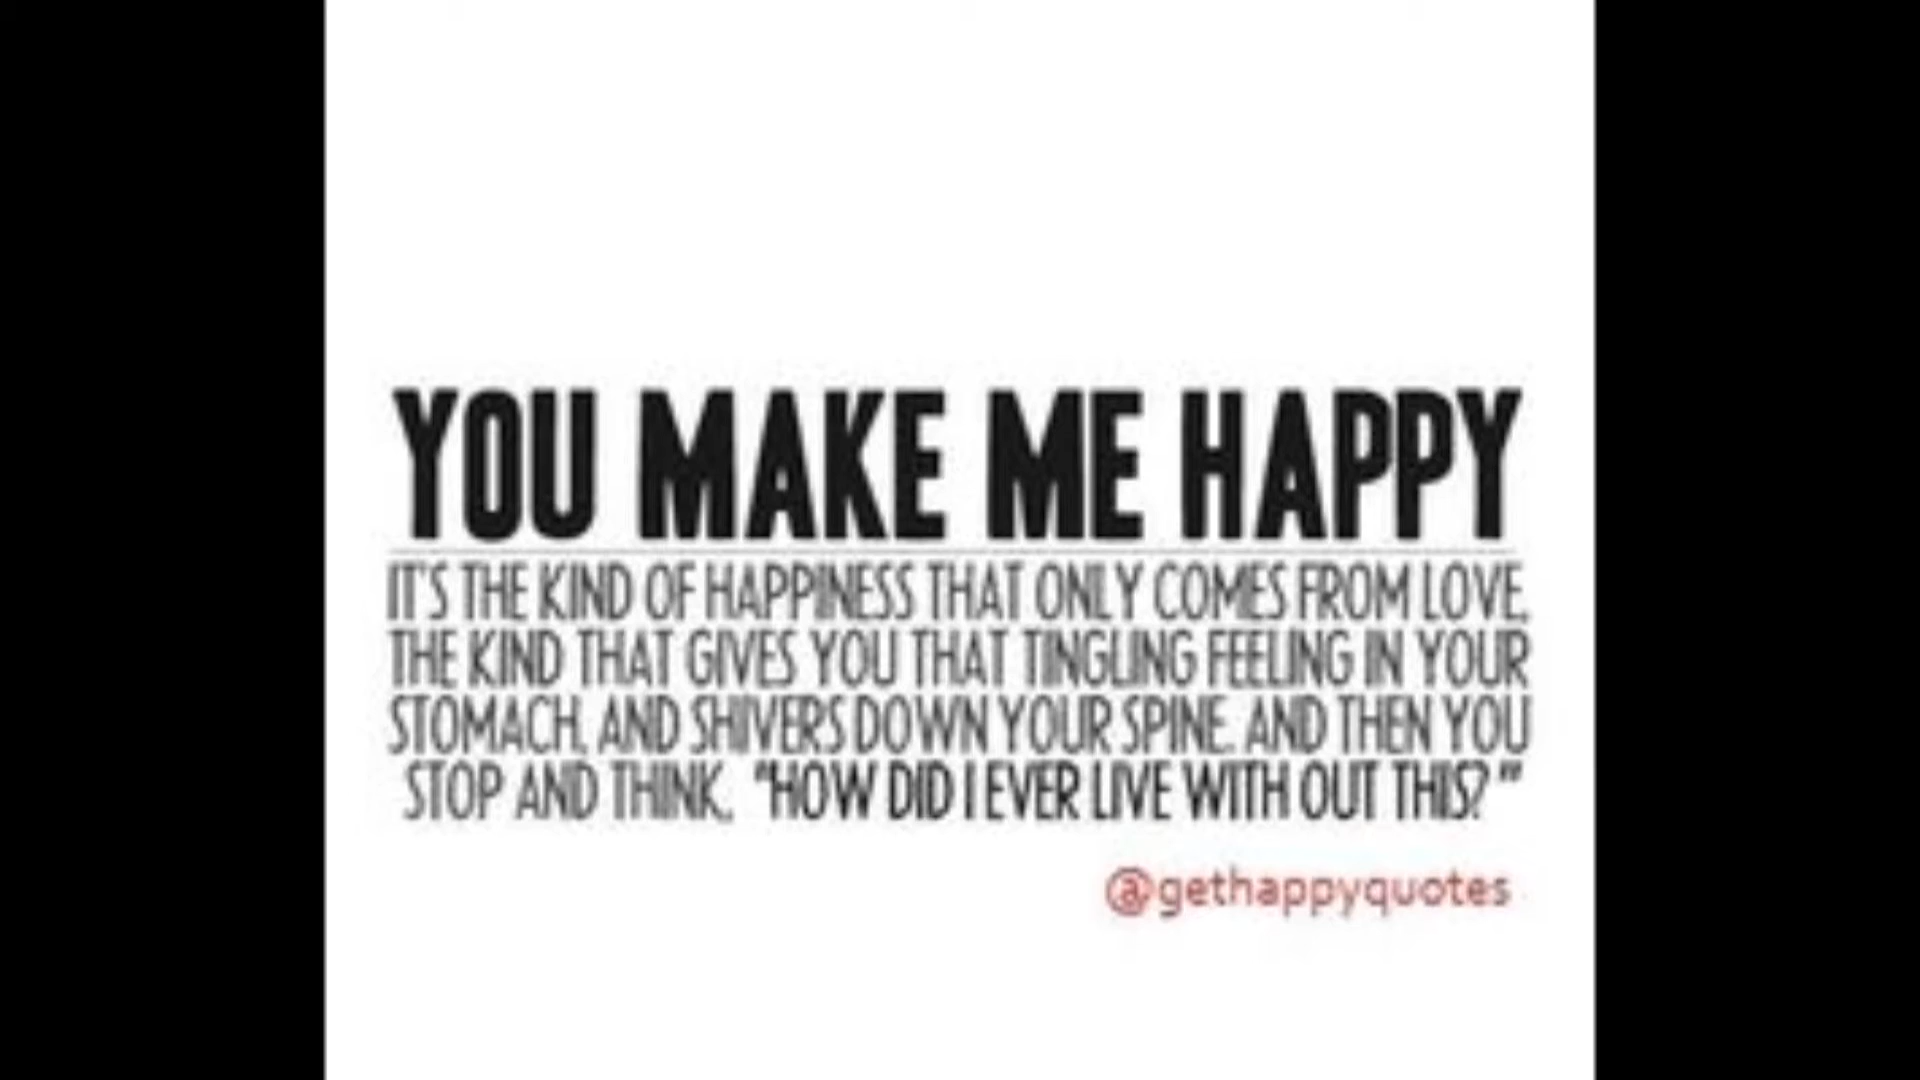 YOU MAKE ME HAPPY
IT'S THE KIND OF HAPPINESS THAT ONLY COMES FROM LOVE,
THE KIND THAT GIVES YOU THAT TINGLING FEELING IN YOUR
STOMACH, AND SHIVERS DOWN YOUR SPINE. AND THEN YOU
STOP AND THINK, "HOW DID I EVER LIVE WITH OUT THIS?"
@gethappyquotes